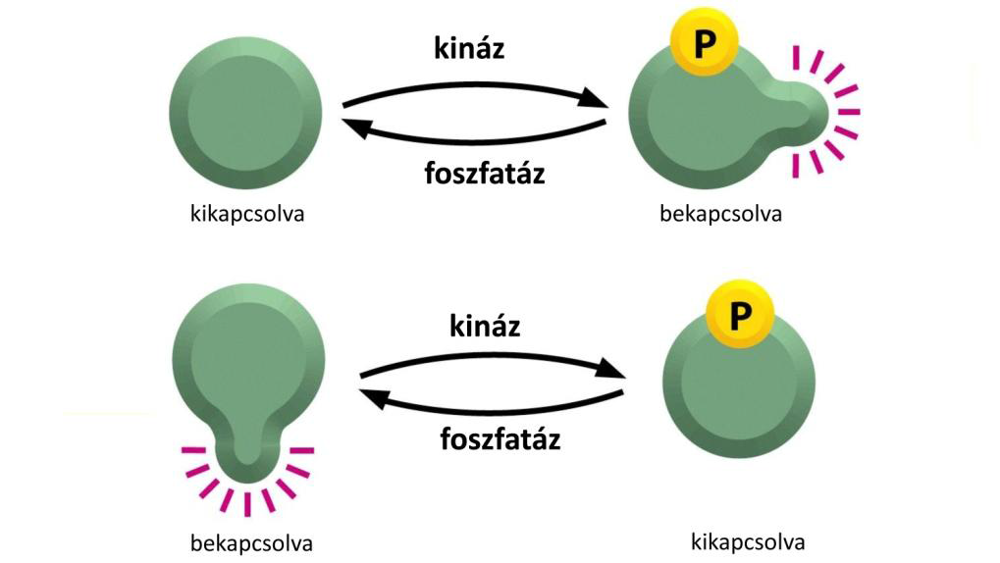 kináz
P
foszfatáz
kikapcsolva
bekapcsolva
kináz
P
foszfatáz
bekapcsolva
kikapcsolva